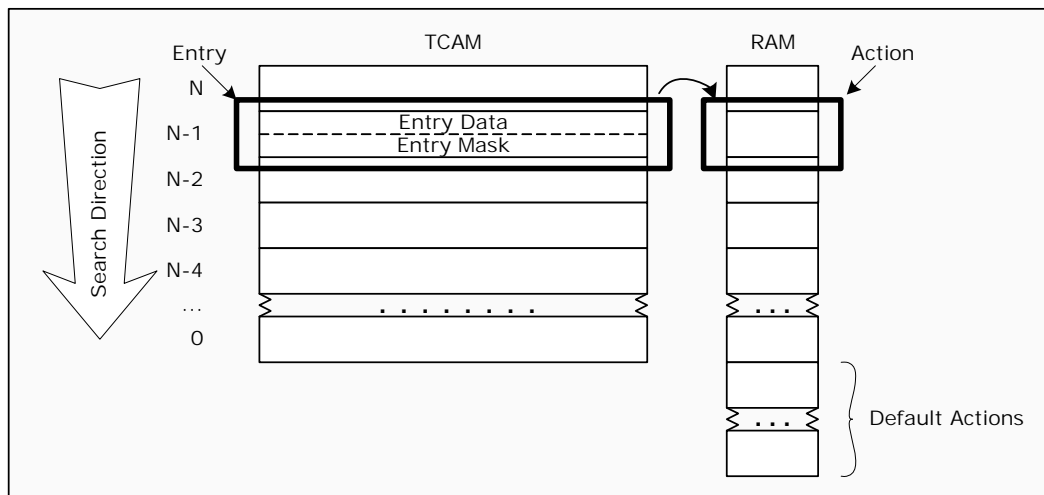 TCAM
RAM
Entry
Action
N
N-1
Entry Data
Entry Mask
N-2
N-3
N-4
...
. . . . . . . .
. . .
0
Search Direction
Default Actions
. . .